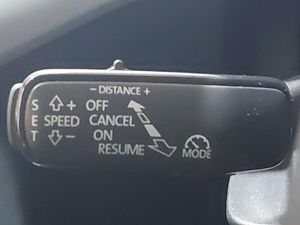 - DISTANCE +
S + OFF
E SPEED CANCEL
T - ON
RESUME MODE